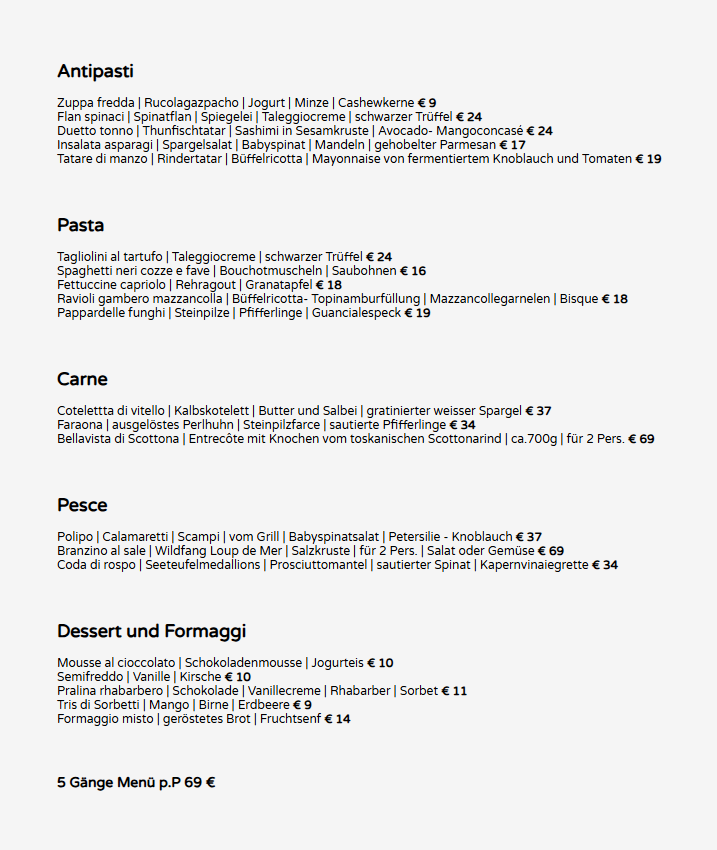 Antipasti
Zuppa fredda | Rucolagazpacho | Jogurt | Minze | Cashewkerne € 9
Flan spinaci | Spinatflan | Spiegelei | Taleggiocreme | schwarzer Trüffel € 24
Duetto tonno | Thunfischtatar | Sashimi in Sesamkruste | Avocado- Mangoconcasé € 24
Insalata asparagi | Spargelsalat | Babyspinat | Mandeln | gehobelter Parmesan € 17
Tatare di manzo | Rindertatar | Büffelricotta | Mayonnaise von fermentiertem Knoblauch und Tomaten € 19
Pasta
Tagliolini al tartufo | Taleggiocreme | schwarzer Trüffel € 24
Spaghetti neri cozze e fave | Bouchotmuscheln | Saubohnen € 16
Fettuccine capriolo | Rehragout | Granatapfel € 18
Ravioli gambero mazzancolla | Büffelricotta- Topinamburfüllung | Mazzancollegarnelen | Bisque € 18
Pappardelle funghi | Steinpilze | Pfifferlinge | Guancialespeck € 19
Carne
Cotelettta di vitello | Kalbskotelett | Butter und Salbei | gratinierter weisser Spargel € 37
Faraona | ausgelöstes Perlhuhn | Steinpilzfarce | sautierte Pfifferlinge € 34
Bellavista di Scottona | Entrecôte mit Knochen vom toskanischen Scottonarind | ca.700g | für 2 Pers. € 69
Pesce
Polipo | Calamaretti | Scampi | vom Grill | Babyspinatsalat | Petersilie - Knoblauch € 37
Branzino al sale | Wildfang Loup de Mer | Salzkruste | für 2 Pers. | Salat oder Gemüse € 69
Coda di rospo | Seeteufelmedallions | Prosciuttomantel | sautierter Spinat | Kapernvinaiegrette € 34
Dessert und Formaggi
Mousse al cioccolato | Schokoladenmousse | Jogurteis € 10
Semifreddo | Vanille | Kirsche € 10
Pralina rhabarbero | Schokolade | Vanillecreme | Rhabarber | Sorbet € 11
Tris di Sorbetti | Mango | Birne | Erdbeere € 9
Formaggio misto | geröstetes Brot | Fruchtsenf € 14
5 Gänge Menü p.P 69 €